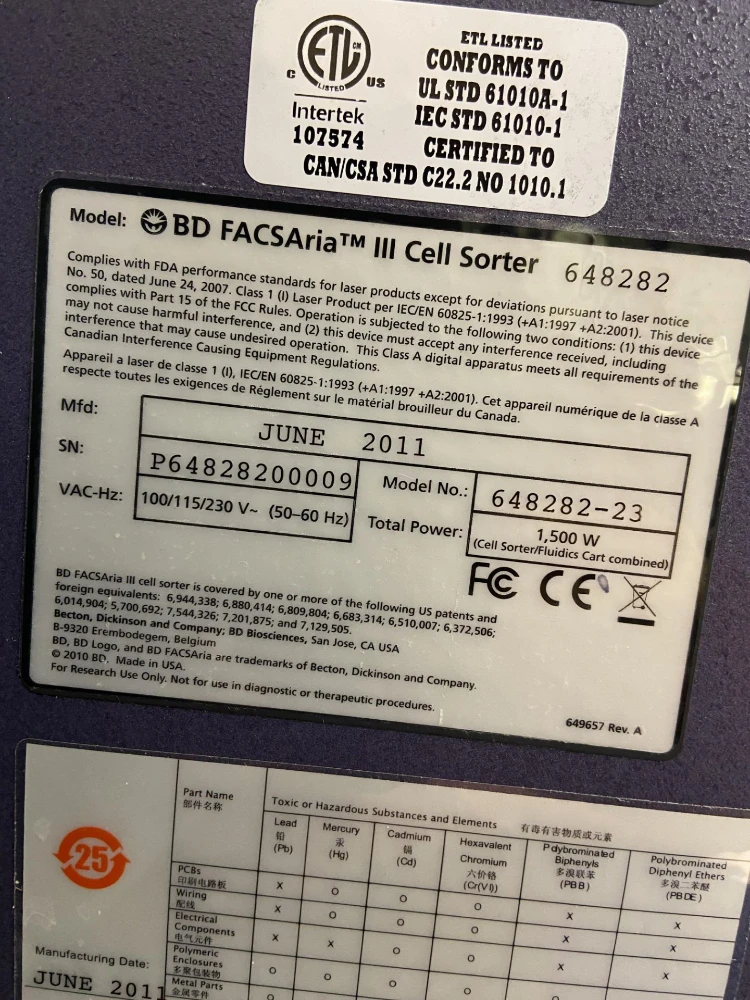 ETL CM
LISTED
C US
Intertek
107574
ETL LISTED
CONFORMS TO
UL STD 61010A-1
IEC STD 61010-1
CERTIFIED TO
CAN/CSA STD C22.2 NO 1010.1
Model: BD FACSAria™ III Cell Sorter 648282
Complies with FDA performance standards for laser products except for deviations pursuant to laser notice
No. 50, dated June 24, 2007. Class 1 (I) Laser Product per IEC/EN 60825-1:1993 (+A1:1997 +A2:2001). This device
complies with Part 15 of the FCC Rules. Operation is subjected to the following two conditions: (1) this device
may not cause harmful interference, and (2) this device must accept any interference received, including
interference that may cause undesired operation. This Class A digital apparatus meets all requirements of the
Canadian Interference Causing Equipment Regulations.
Appareil a laser de classe 1 (I), IEC/EN 60825-1:1993 (+A1:1997 +A2:2001). Cet appareil numérique de la classe A
respecte toutes les exigences de Réglement sur le matérial brouilleur du Canada.
Mfd: JUNE 2011
SN: P64828200009 Model No.: 648282-23
VAC-Hz: 100/115/230 V~ (50-60 Hz) Total Power: 1,500 W
(Cell Sorter/Fluidics Cart combined)
FC CE
BD FACSAria III cell sorter is covered by one or more of the following US patents and
foreign equivalents: 6,944,338; 6,880,414; 6,809,804; 6,683,314; 6,510,007; 6,372,506;
6,014,904; 5,700,692; 7,544,326; 7,201,875; and 7,129,505.
Becton, Dickinson and Company; BD Biosciences, San Jose, CA USA
B-9320 Erembodegem, Belgium
BD, BD Logo, and BD FACSAria are trademarks of Becton, Dickinson and Company.
© 2010 BD. Made in USA.
For Research Use Only. Not for use in diagnostic or therapeutic procedures.
649657 Rev. A
25
Part Name
部件名称
Toxic or Hazardous Substances and Elements 有毒有害物质或元素
Lead
铅
(Pb)
Mercury
汞
(Hg)
Cadmium
镉
(Cd)
Hexavalent
Chromium
六价铬
(Cr(VI))
Polybrominated
Biphenyls
多溴联苯
(PBB)
Polybrominated
Diphenyl Ethers
多溴二苯醚
(PBDE)
PCBs
印刷电路板 X O O O X X
Wiring
配线 X O O O X X
Electrical
Components
电气元件 X X O O X X
Polymeric
Enclosures
多聚包装物 O O O O O
Metal Parts
金属零件
Manufacturing Date:
JUNE 2011